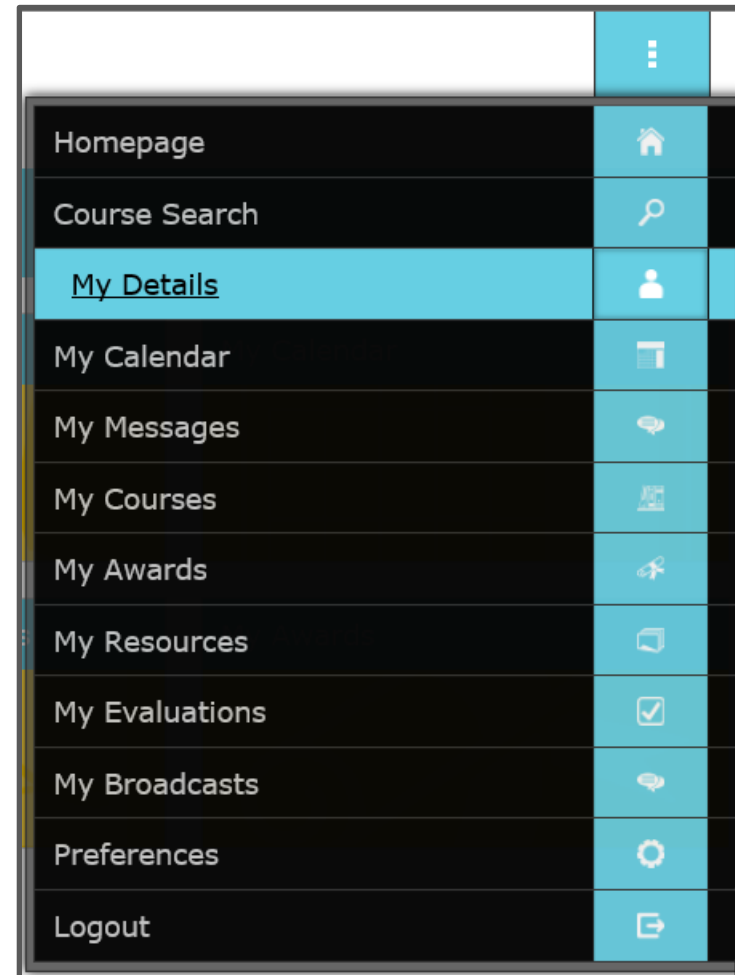 Homepage
Course Search
My Details
My Calendar
My Messages
My Courses
My Awards
My Resources
My Evaluations
My Broadcasts
Preferences
Logout